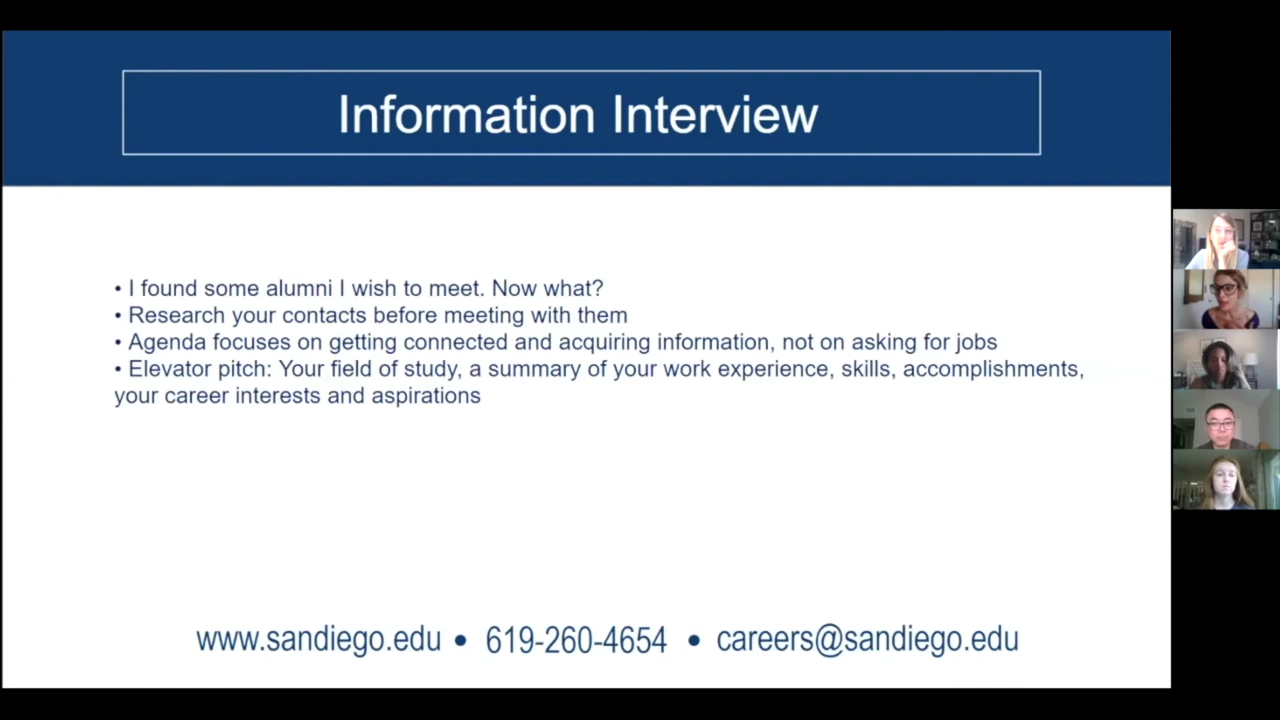 Information Interview
• I found some alumni I wish to meet. Now what?
• Research your contacts before meeting with them
• Agenda focuses on getting connected and acquiring information, not on asking for jobs
• Elevator pitch: Your field of study, a summary of your work experience, skills, accomplishments,
your career interests and aspirations
www.sandiego.edu • 619-260-4654 • careers@sandiego.edu